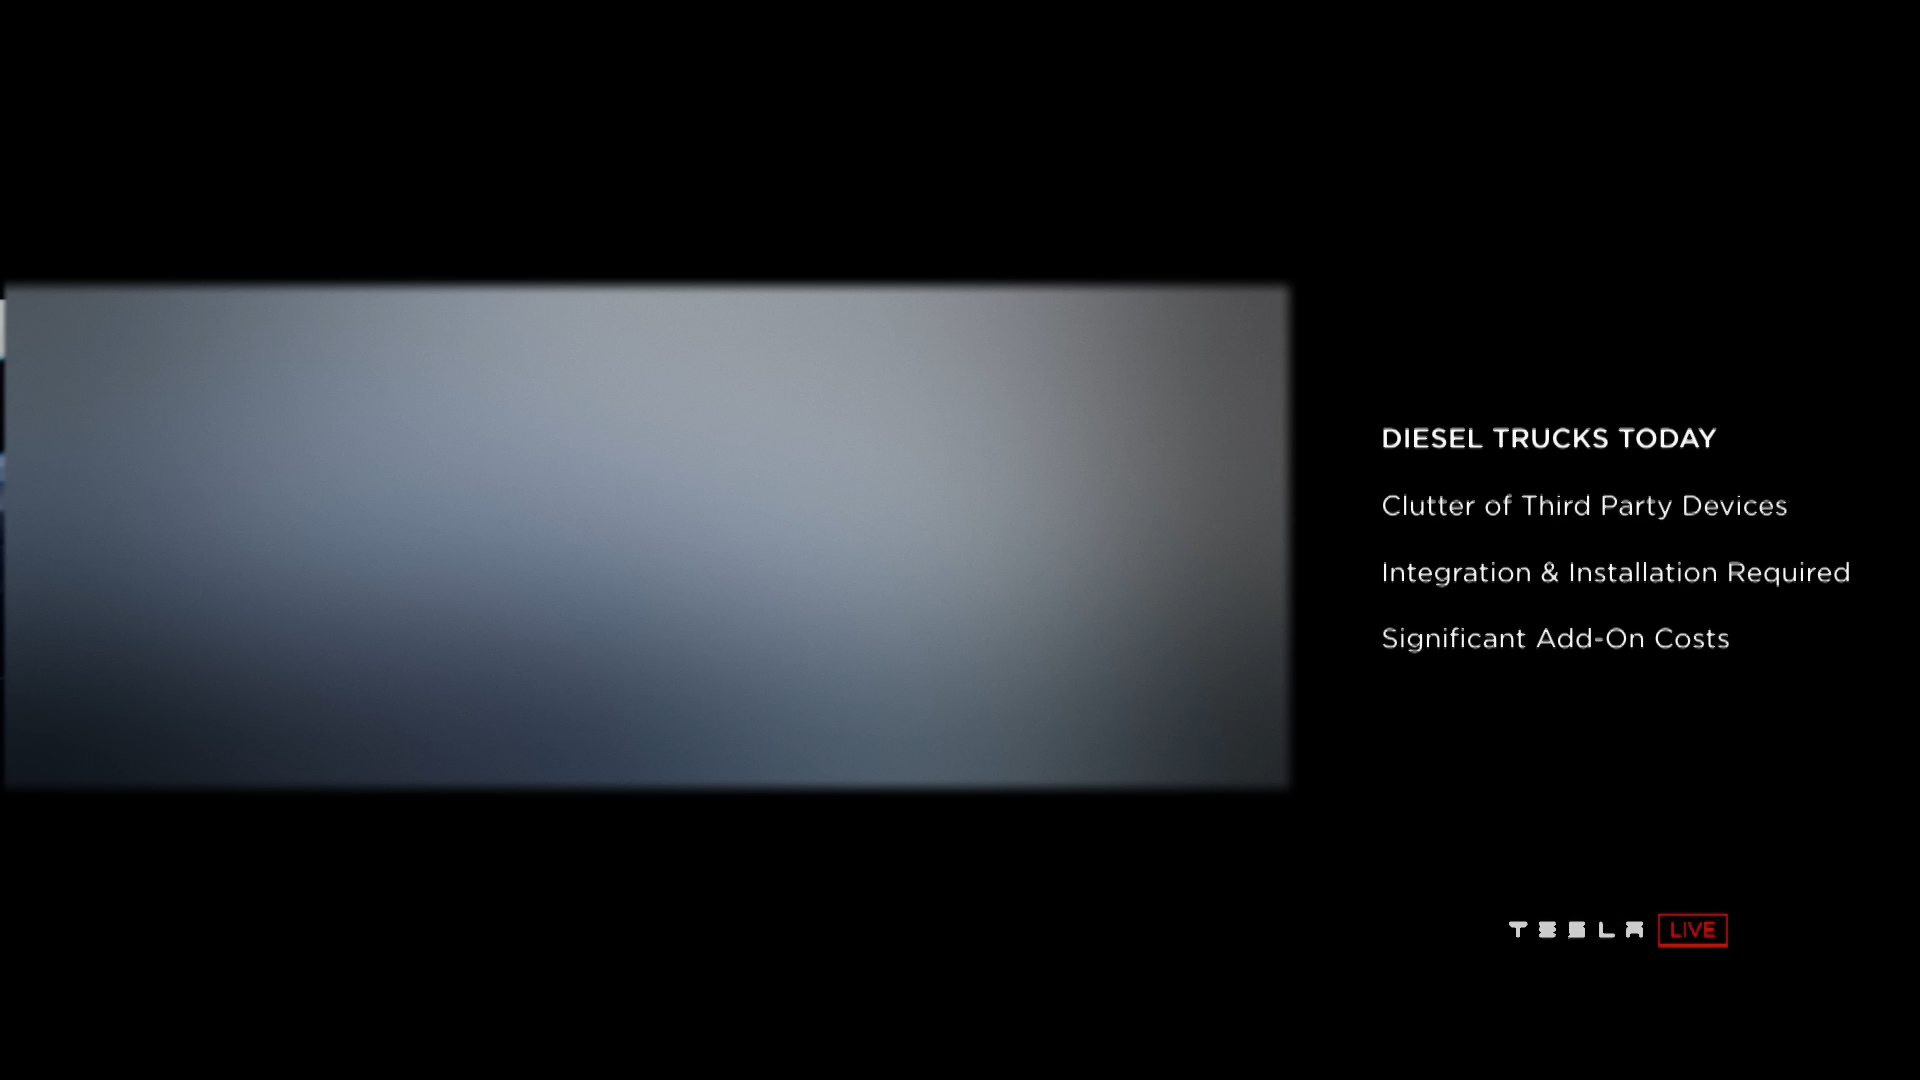 DIESEL TRUCKS TODAY
Clutter of Third Party Devices
Integration & Installation Required
Significant Add-On Costs
TESLA LIVE